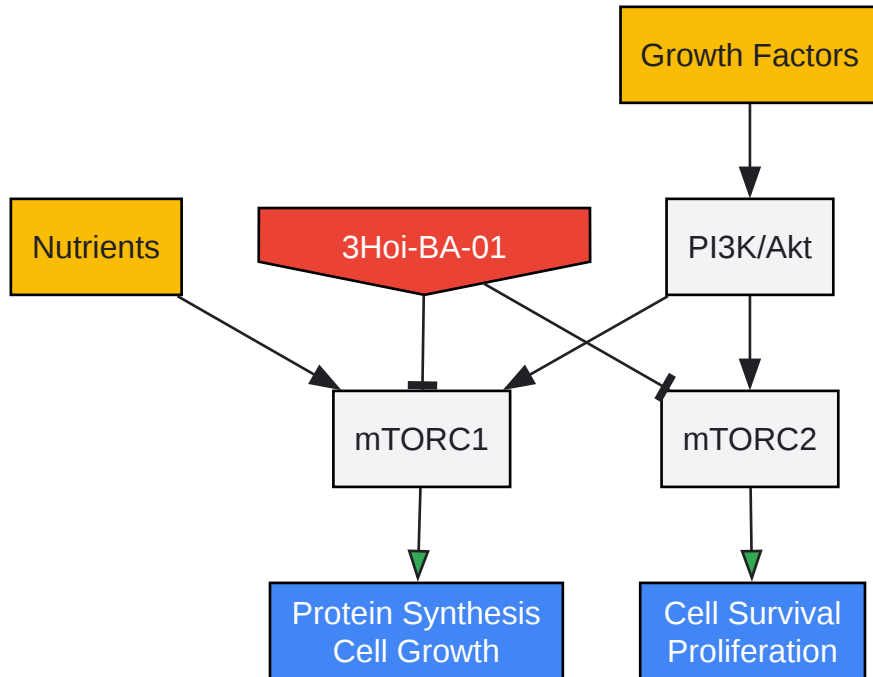 Growth Factors
Nutrients
3Hoi-BA-01
PI3K/Akt
mTORC1
mTORC2
Protein Synthesis
Cell Growth
Cell Survival
Proliferation